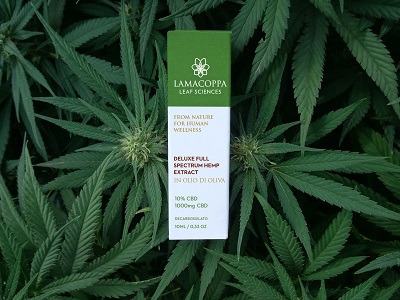 LAMACOPPA
LEAF SCIENCES
FROM NATURE
FOR HUMAN
WELLNESS
DELUXE FULL
SPECTRUM HEMP
EXTRACT
IN OLIO DI OLIVA
10% CBD
1000mg CBD
DECARBOSSILATO
10ML / 0,33 OZ